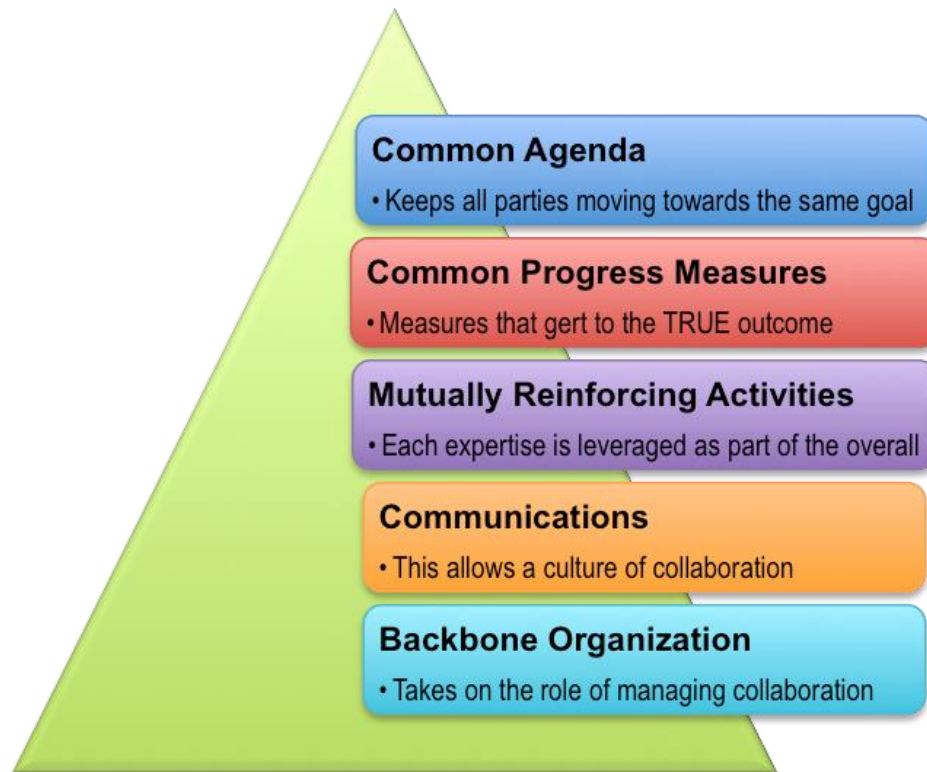 Common Agenda
• Keeps all parties moving towards the same goal
Common Progress Measures
• Measures that gert to the TRUE outcome
Mutually Reinforcing Activities
• Each expertise is leveraged as part of the overall
Communications
• This allows a culture of collaboration
Backbone Organization
• Takes on the role of managing collaboration